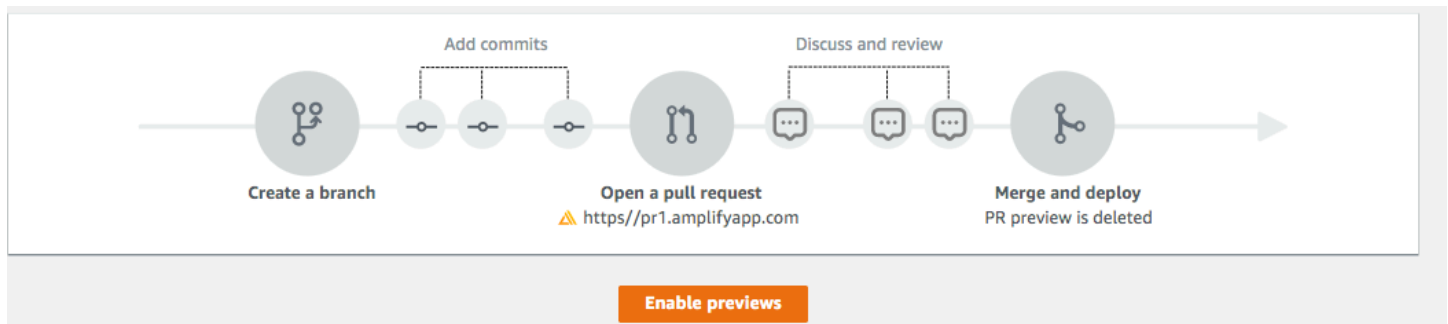 Add commits
Discuss and review
Create a branch
Open a pull request
https//pr1.amplifyapp.com
Merge and deploy
PR preview is deleted
Enable previews